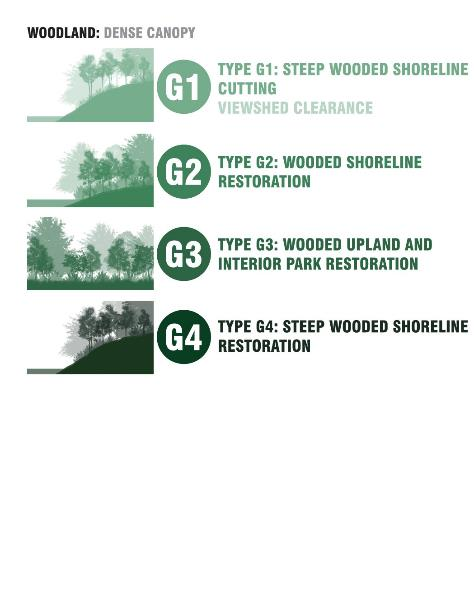 WOODLAND: DENSE CANOPY
G1
TYPE G1: STEEP WOODED SHORELINE
CUTTING
VIEWSHED CLEARANCE
G2
TYPE G2: WOODED SHORELINE
RESTORATION
G3
TYPE G3: WOODED UPLAND AND
INTERIOR PARK RESTORATION
G4
TYPE G4: STEEP WOODED SHORELINE
RESTORATION